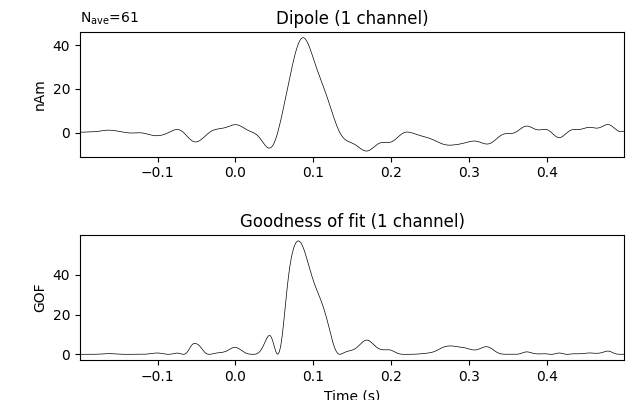 Nave=61
Dipole (1 channel)
40
20
0
nAm
−0.1 0.0 0.1 0.2 0.3 0.4
Goodness of fit (1 channel)
40
20
0
GOF
−0.1 0.0 0.1 0.2 0.3 0.4
Time (s)